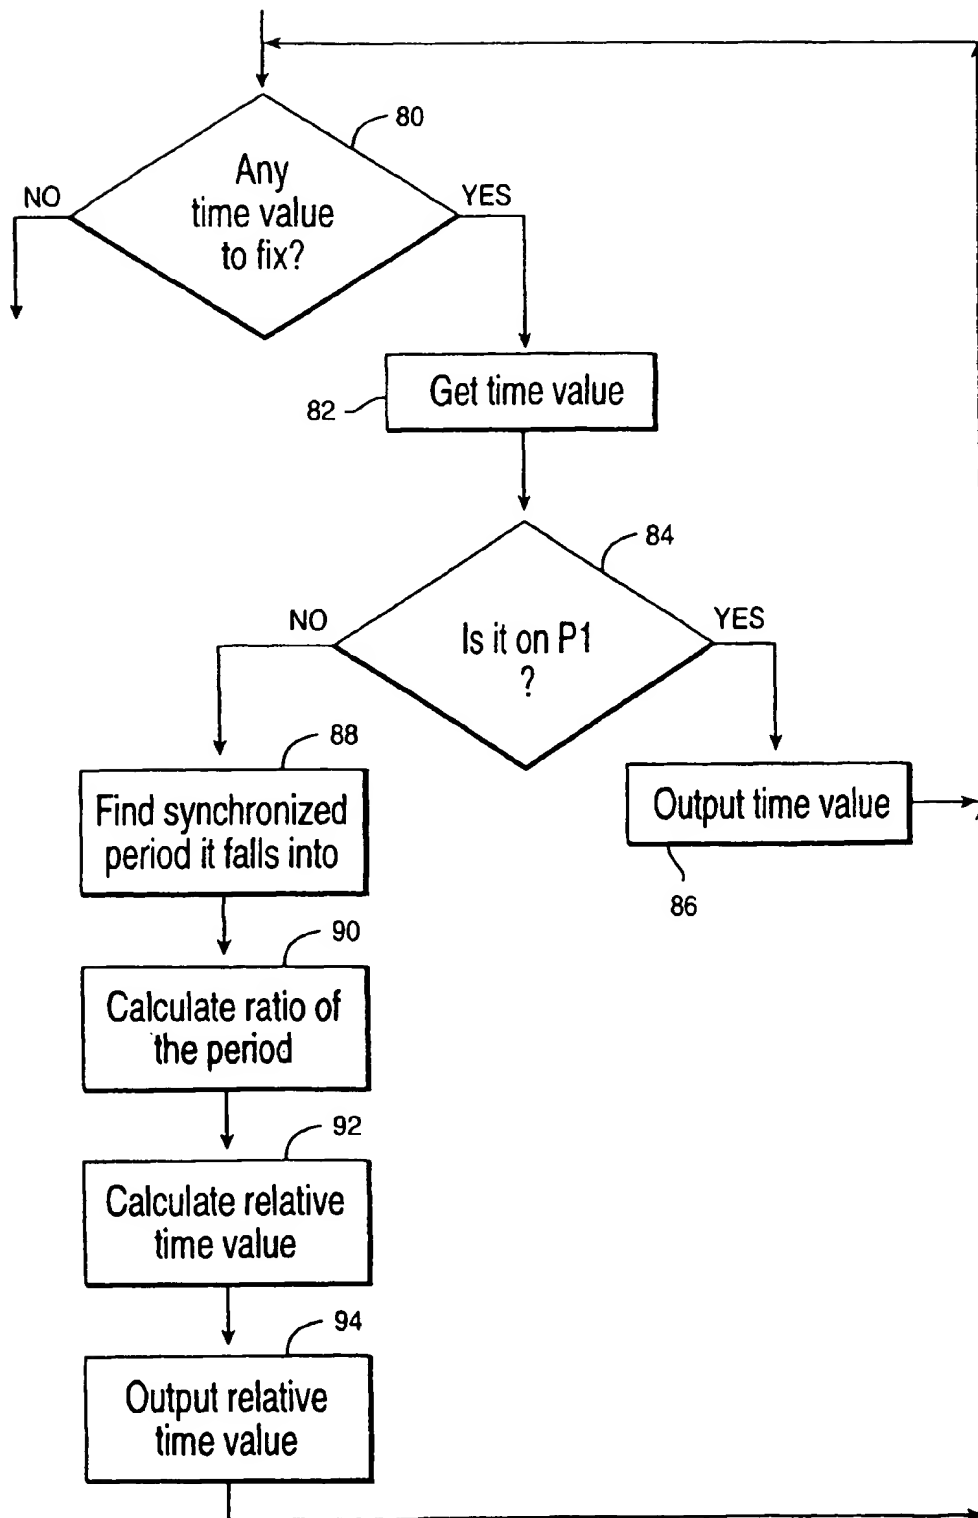 80
Any
time value
to fix?
NO
YES
Get time value
82
84
Is it on P1
?
NO
YES
88
Find synchronized
period it falls into
Output time value
86
90
Calculate ratio of
the period
92
Calculate relative
time value
94
Output relative
time value